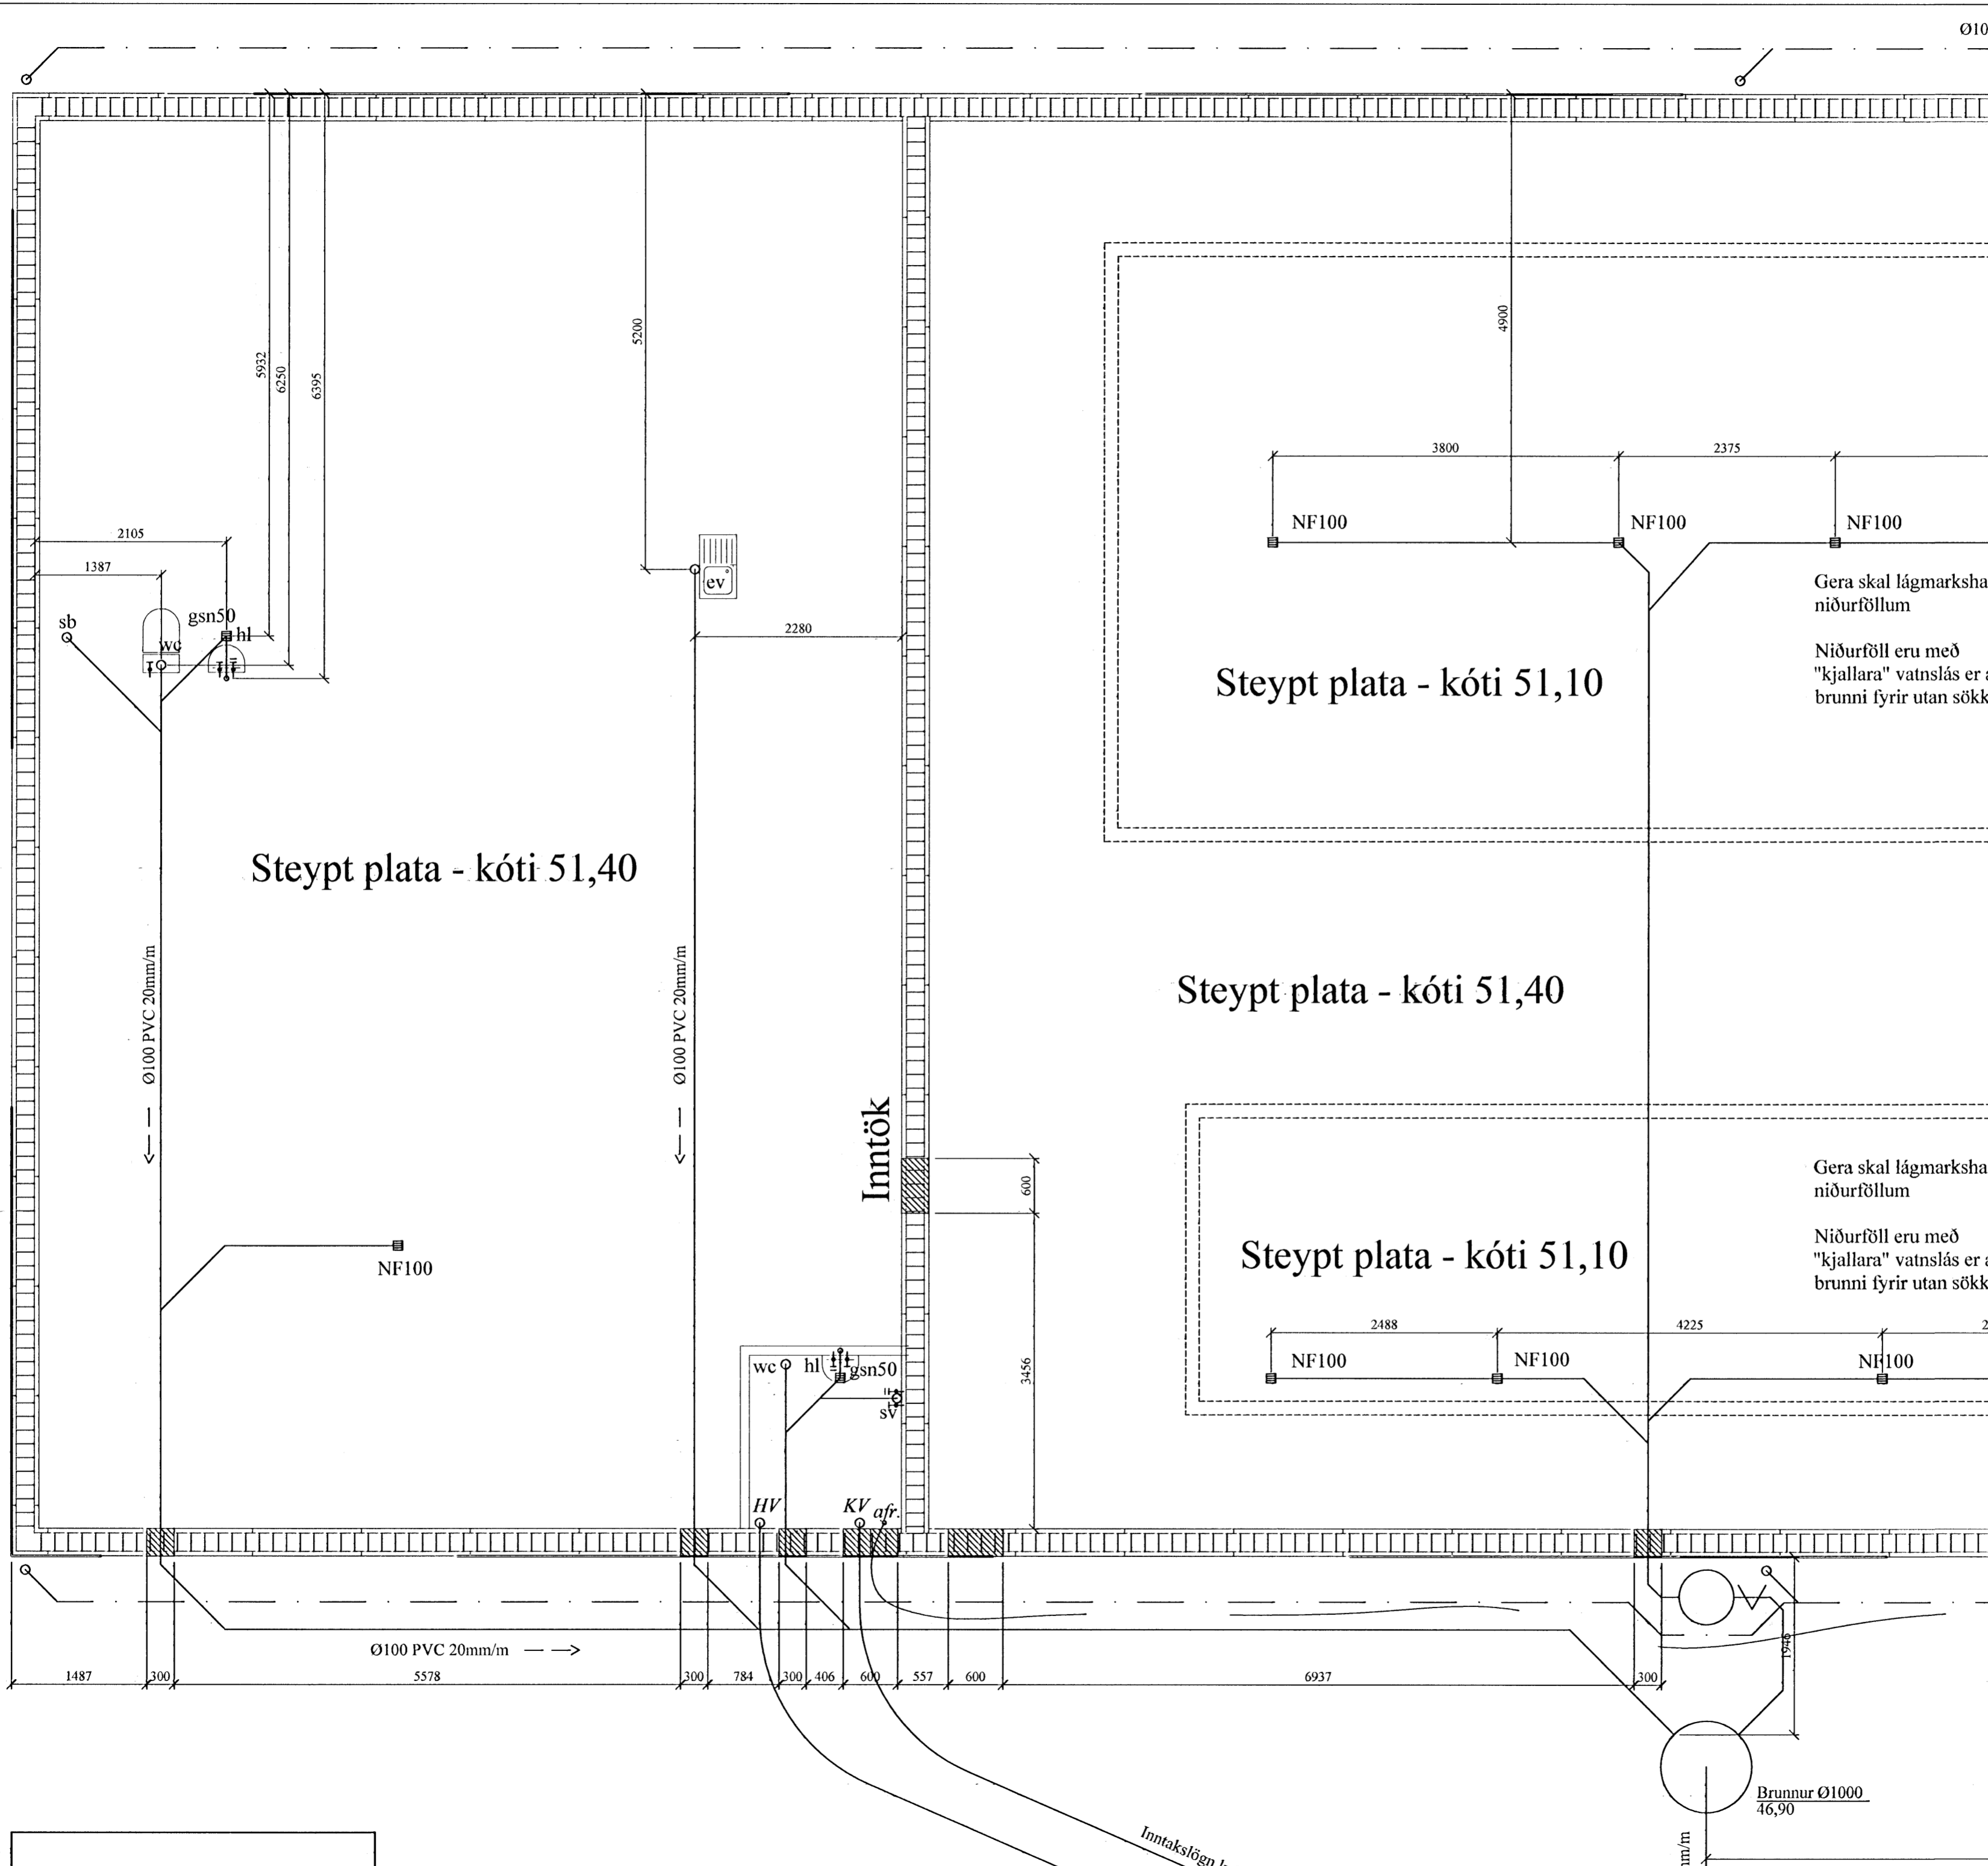 Ø10
5932
6250
6395
5200
4900
3800
2375
NF100
NF100
NF100
2105
1387
sb
wc
gsn50
hl
ev
2280
Gera skal lágmarksha
niðurföllum
Niðurföll eru með
"kjallara" vatnslás er a
brunni fyrir utan sökk
Steypt plata - kóti 51,10
Steypt plata - kóti 51,40
Steypt plata - kóti 51,40
Ø100 PVC 20mm/m
Ø100 PVC 20mm/m
Inntök
600
3456
Gera skal lágmarksha
niðurföllum
Niðurföll eru með
"kjallara" vatnslás er a
brunni fyrir utan sökk
Steypt plata - kóti 51,10
NF100
2488
4225
2
NF100
NF100
NF100
wc
hl
gsn50
sv
HV
KV
afr.
Ø100 PVC 20mm/m
1487
300
5578
300
784
300
406
600
557
600
6937
300
1946
Brunnur Ø1000
46,90
Inntakslögn
m/m